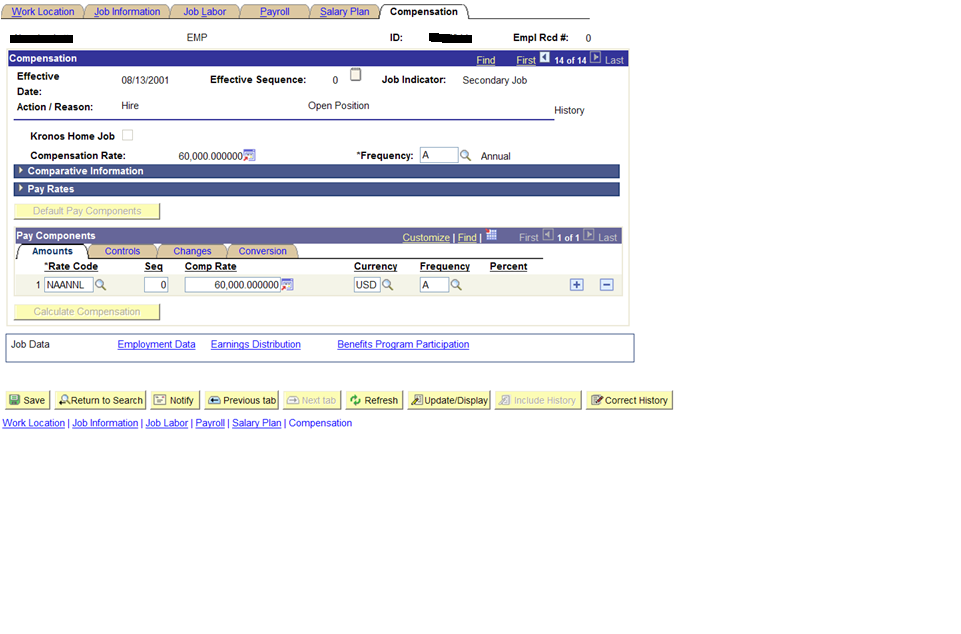 Work Location Job Information Job Labor Payroll Salary Plan Compensation
EMP ID: Empl Rcd #: 0
Compensation Find First 14 of 14 Last
Effective Date: 08/13/2001 Effective Sequence: 0 Job Indicator: Secondary Job
Action / Reason: Hire Open Position
History
Kronos Home Job
Compensation Rate: 60,000.000000 *Frequency: A Annual
Comparative Information
Pay Rates
Default Pay Components
Pay Components Customize | Find | First 1 of 1 Last
Amounts Controls Changes Conversion
*Rate Code Seq Comp Rate Currency Frequency Percent
1 NAANNL 0 60,000.000000 USD A
Calculate Compensation
Job Data Employment Data Earnings Distribution Benefits Program Participation
Save Return to Search Notify Previous tab Next tab Refresh Update/Display Include History Correct History
Work Location | Job Information | Job Labor | Payroll | Salary Plan | Compensation